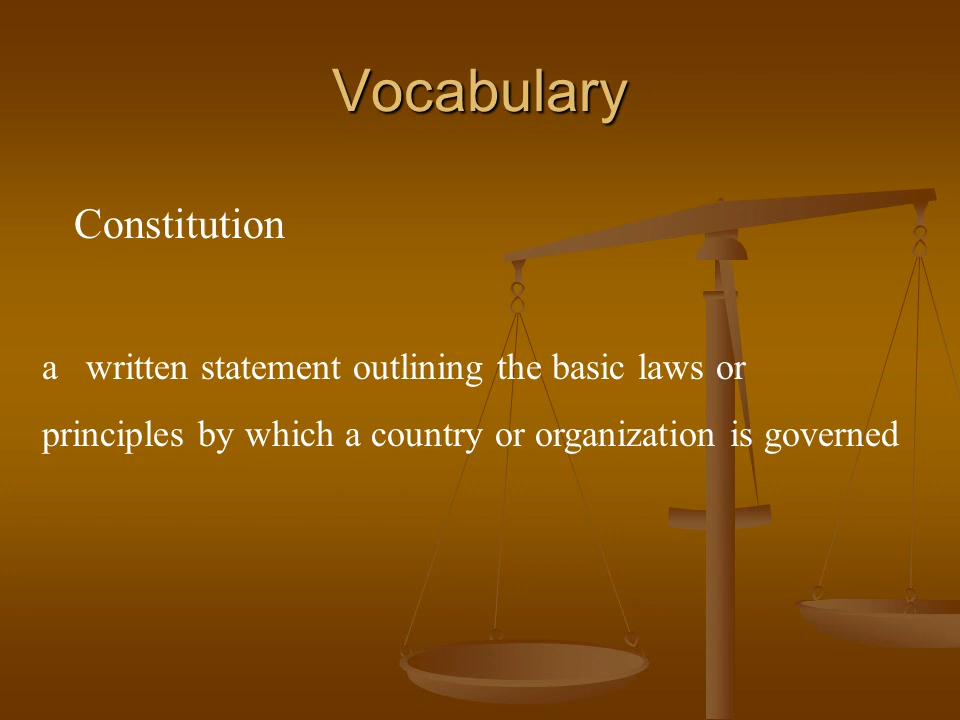 Vocabulary
Constitution
a written statement outlining the basic laws or
principles by which a country or organization is governed